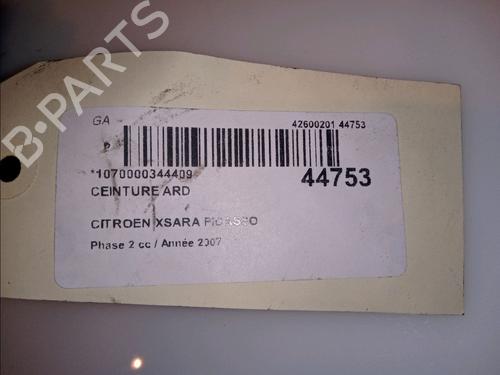 GA
42600201 44753
P
*1070000344409
44753
CEINTURE ARD
CITROEN XSARA PICASSO
Phase 2 cc / Année 2007
B-PARTS